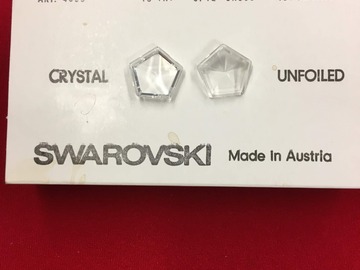 CRYSTAL UNFOILED
SWAROVSKI Made In Austria